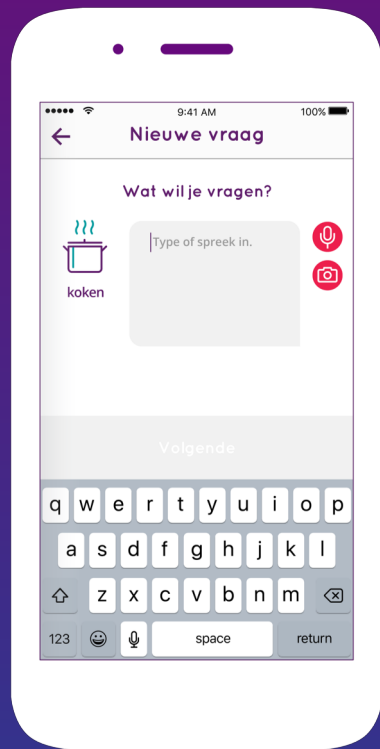 9:41 AM 100%
Nieuwe vraag
Wat wil je vragen?
Type of spreek in.
koken
Volgende
q w e r t y u i o p
a s d f g h j k l
z x c v b n m
123 space return